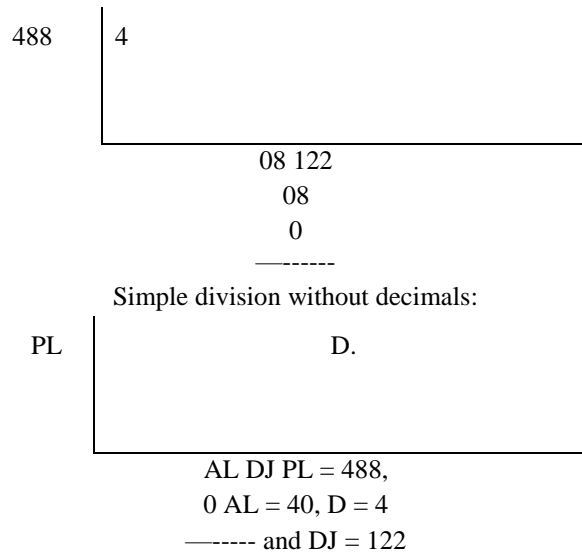 488 4
08 122
08
0
—------
Simple division without decimals:
PL D.
AL DJ PL = 488,
0 AL = 40, D = 4
—----- and DJ = 122